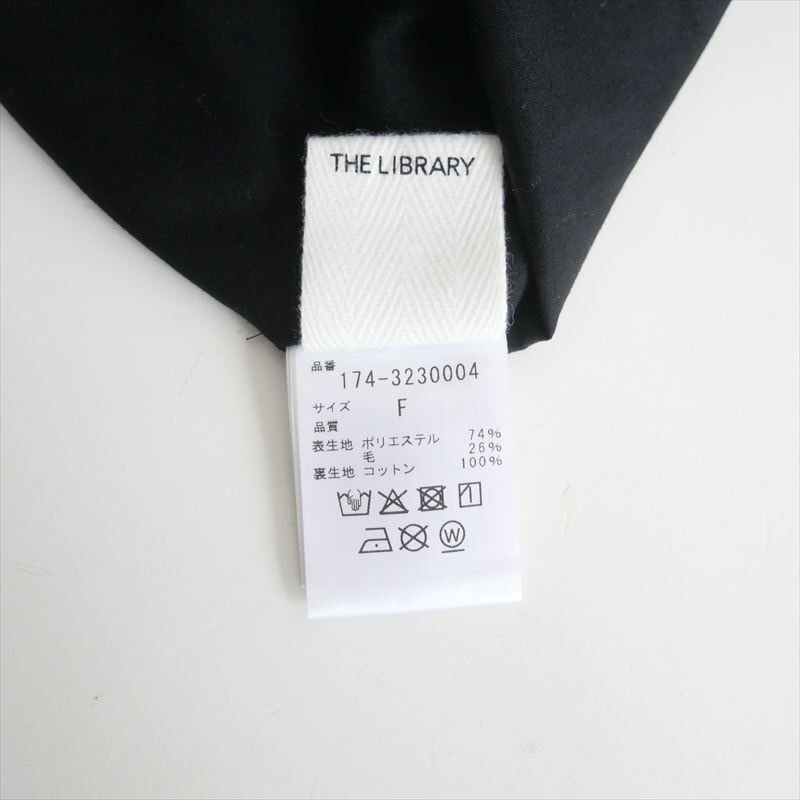 THE LIBRARY
品番
174-3230004
サイズ F
品質
表生地 ポリエステル 74%
毛 26%
裏生地 コットン 100%
W